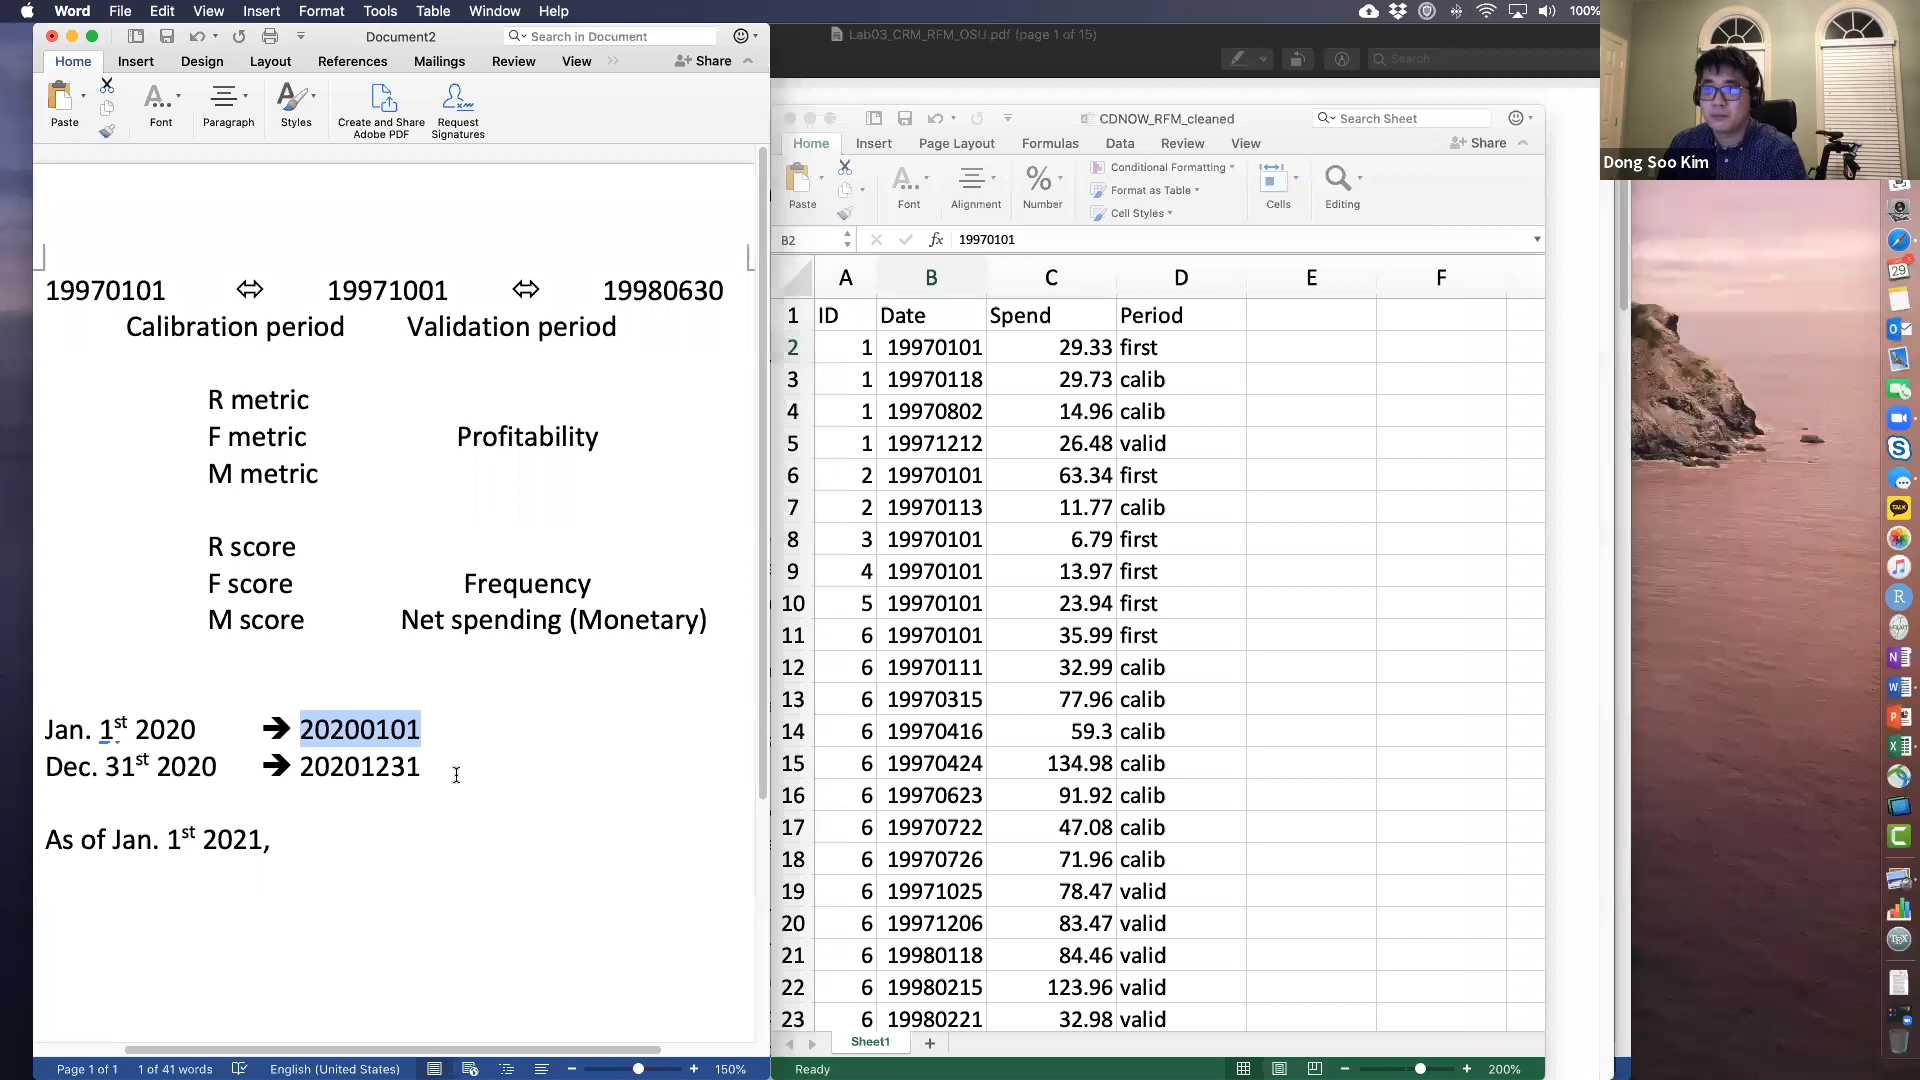 Word File Edit View Insert Format Tools Table Window Help
100%
Document2
Search in Document
Home Insert Design Layout References Mailings Review View Share
Paste Font Paragraph Styles Create and Share Adobe PDF Request Signatures
19970101 ⬄ 19971001 ⬄ 19980630
Calibration period Validation period
R metric
F metric Profitability
M metric
R score
F score Frequency
M score Net spending (Monetary)
Jan. 1st 2020 ➔ 20200101
Dec. 31st 2020 ➔ 20201231
As of Jan. 1st 2021,
Page 1 of 1 1 of 41 words English (United States) 150%
Lab03_CRM_RFM_OSU.pdf (page 1 of 15)
Search
CDNOW_RFM_cleaned
Search Sheet
Home Insert Page Layout Formulas Data Review View Share
Paste Font Alignment Number Conditional Formatting Format as Table Cell Styles Cells Editing
B2 fx 19970101
A B C D E F
1 ID Date Spend Period
2 1 19970101 29.33 first
3 1 19970118 29.73 calib
4 1 19970802 14.96 calib
5 1 19971212 26.48 valid
6 2 19970101 63.34 first
7 2 19970113 11.77 calib
8 3 19970101 6.79 first
9 4 19970101 13.97 first
10 5 19970101 23.94 first
11 6 19970101 35.99 first
12 6 19970111 32.99 calib
13 6 19970315 77.96 calib
14 6 19970416 59.3 calib
15 6 19970424 134.98 calib
16 6 19970623 91.92 calib
17 6 19970722 47.08 calib
18 6 19970726 71.96 calib
19 6 19971025 78.47 valid
20 6 19971206 83.47 valid
21 6 19980118 84.46 valid
22 6 19980215 123.96 valid
23 6 19980221 32.98 valid
Sheet1
Ready 200%
Dong Soo Kim